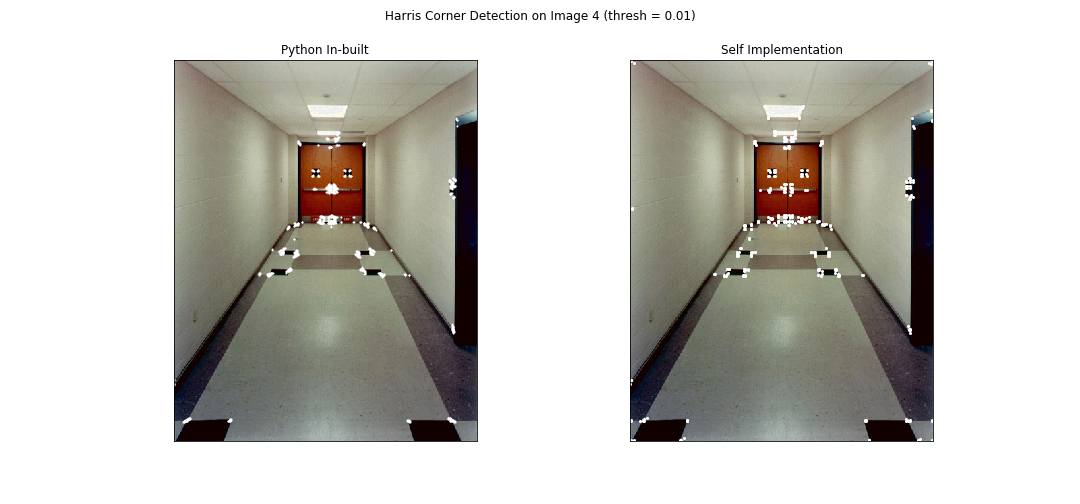 Harris Corner Detection on Image 4 (thresh = 0.01)
Python In-built
Self Implementation